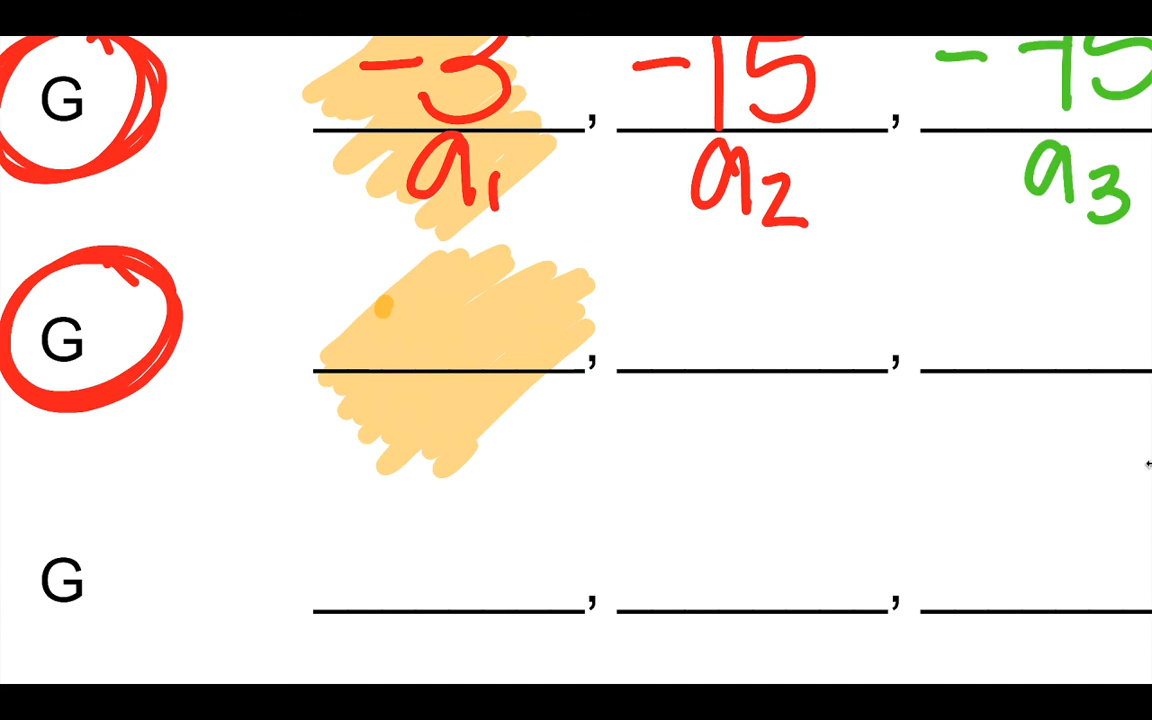 G -3, -15, -75
a1 a2 a3
G , ,
G , ,